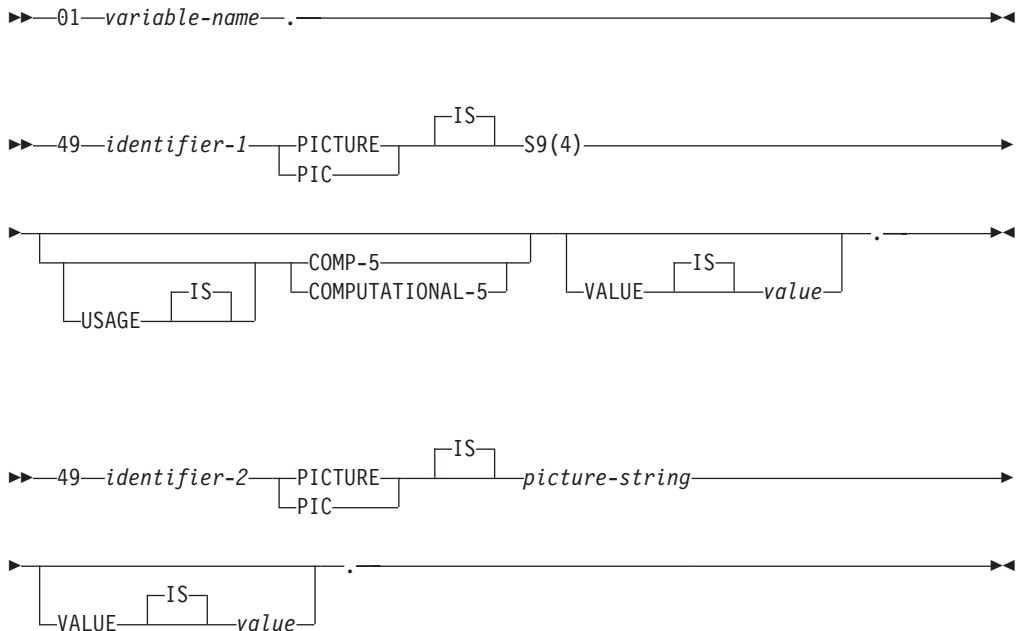 01 variable-name .
IS
49 identifier-1 PICTURE S9(4)
PIC
.
COMP-5 IS
IS COMPUTATIONAL-5 VALUE value
USAGE
IS
49 identifier-2 PICTURE picture-string
PIC
.
IS
VALUE value